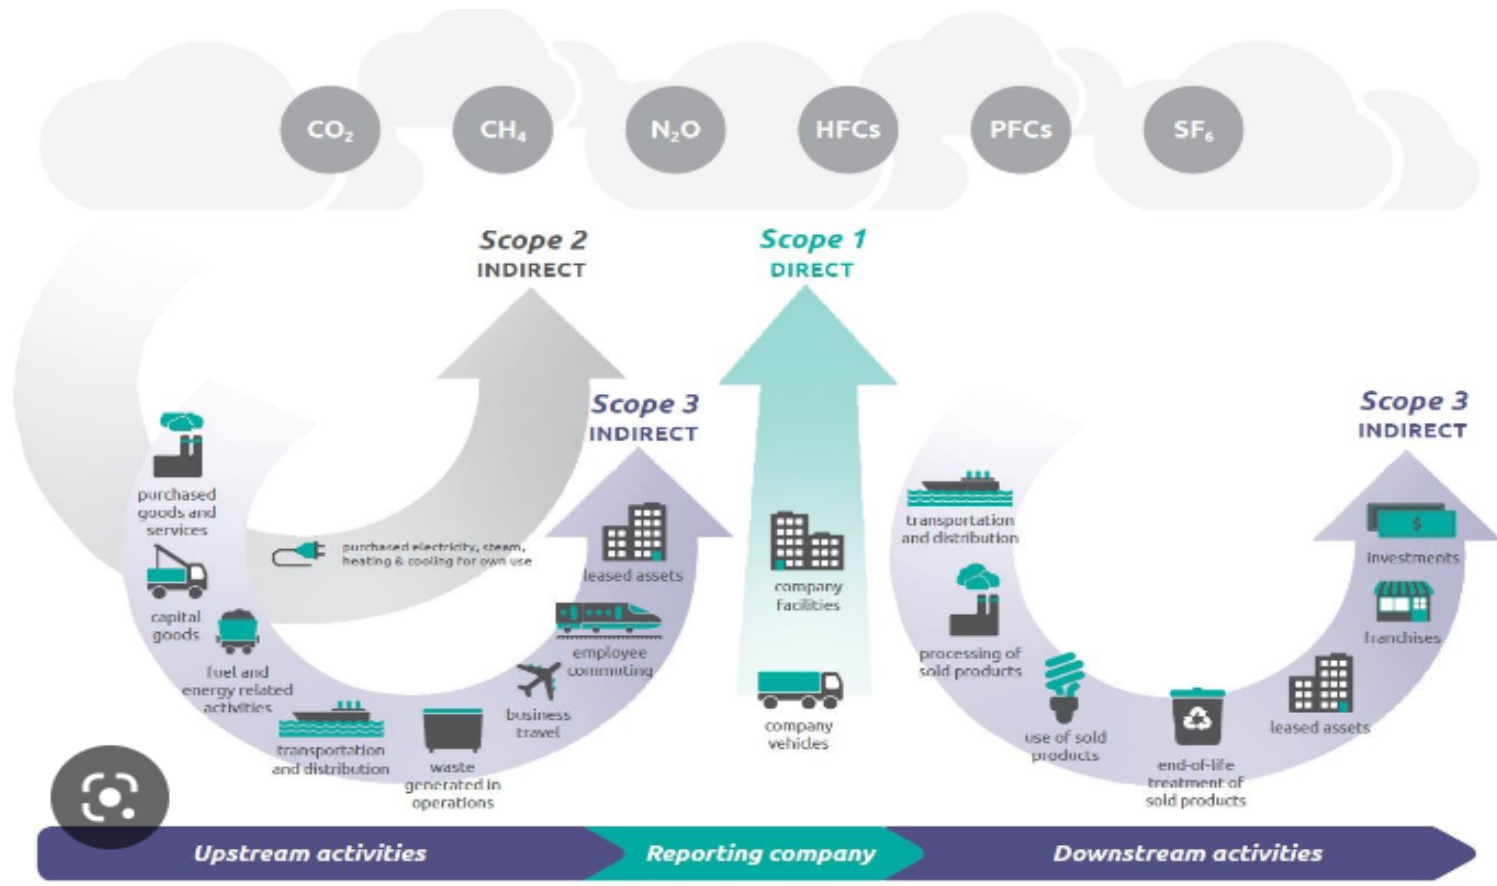 CO₂
CH₄
N₂O
HFCs
PFCs
SF₆
Scope 2
INDIRECT
Scope 1
DIRECT
Scope 3
INDIRECT
Scope 3
INDIRECT
purchased
goods and
services
capital
goods
fuel and
energy related
activities
transportation
and distribution
waste
generated in
operations
business
travel
employee
commuting
leased assets
purchased electricity, steam,
heating & cooling for own use
company
facilities
company
vehicles
transportation
and distribution
processing of
sold products
use of sold
products
end-of-life
treatment of
sold products
leased assets
franchises
investments
$
Upstream activities
Reporting company
Downstream activities